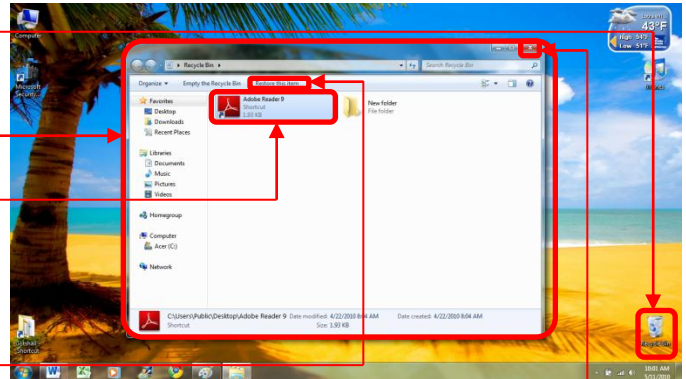 Computer
43°F
High: 54°F
Low: 51°F
Microsoft
Security...
Recycle Bin
Search Recycle Bin
Organize
Empty the Recycle Bin
Restore this item
Favorites
Desktop
Downloads
Recent Places
Libraries
Documents
Music
Pictures
Videos
Homegroup
Computer
Acer (C:)
Network
Adobe Reader 9
Shortcut
1.93 KB
New folder
File folder
C:\Users\Public\Desktop\Adobe Reader 9 Date modified: 4/22/2010 8:04 AM Date created: 4/22/2010 8:04 AM
Shortcut Size: 1.93 KB
Recycle Bin
Shortcut
10:01 AM
5/11/2010